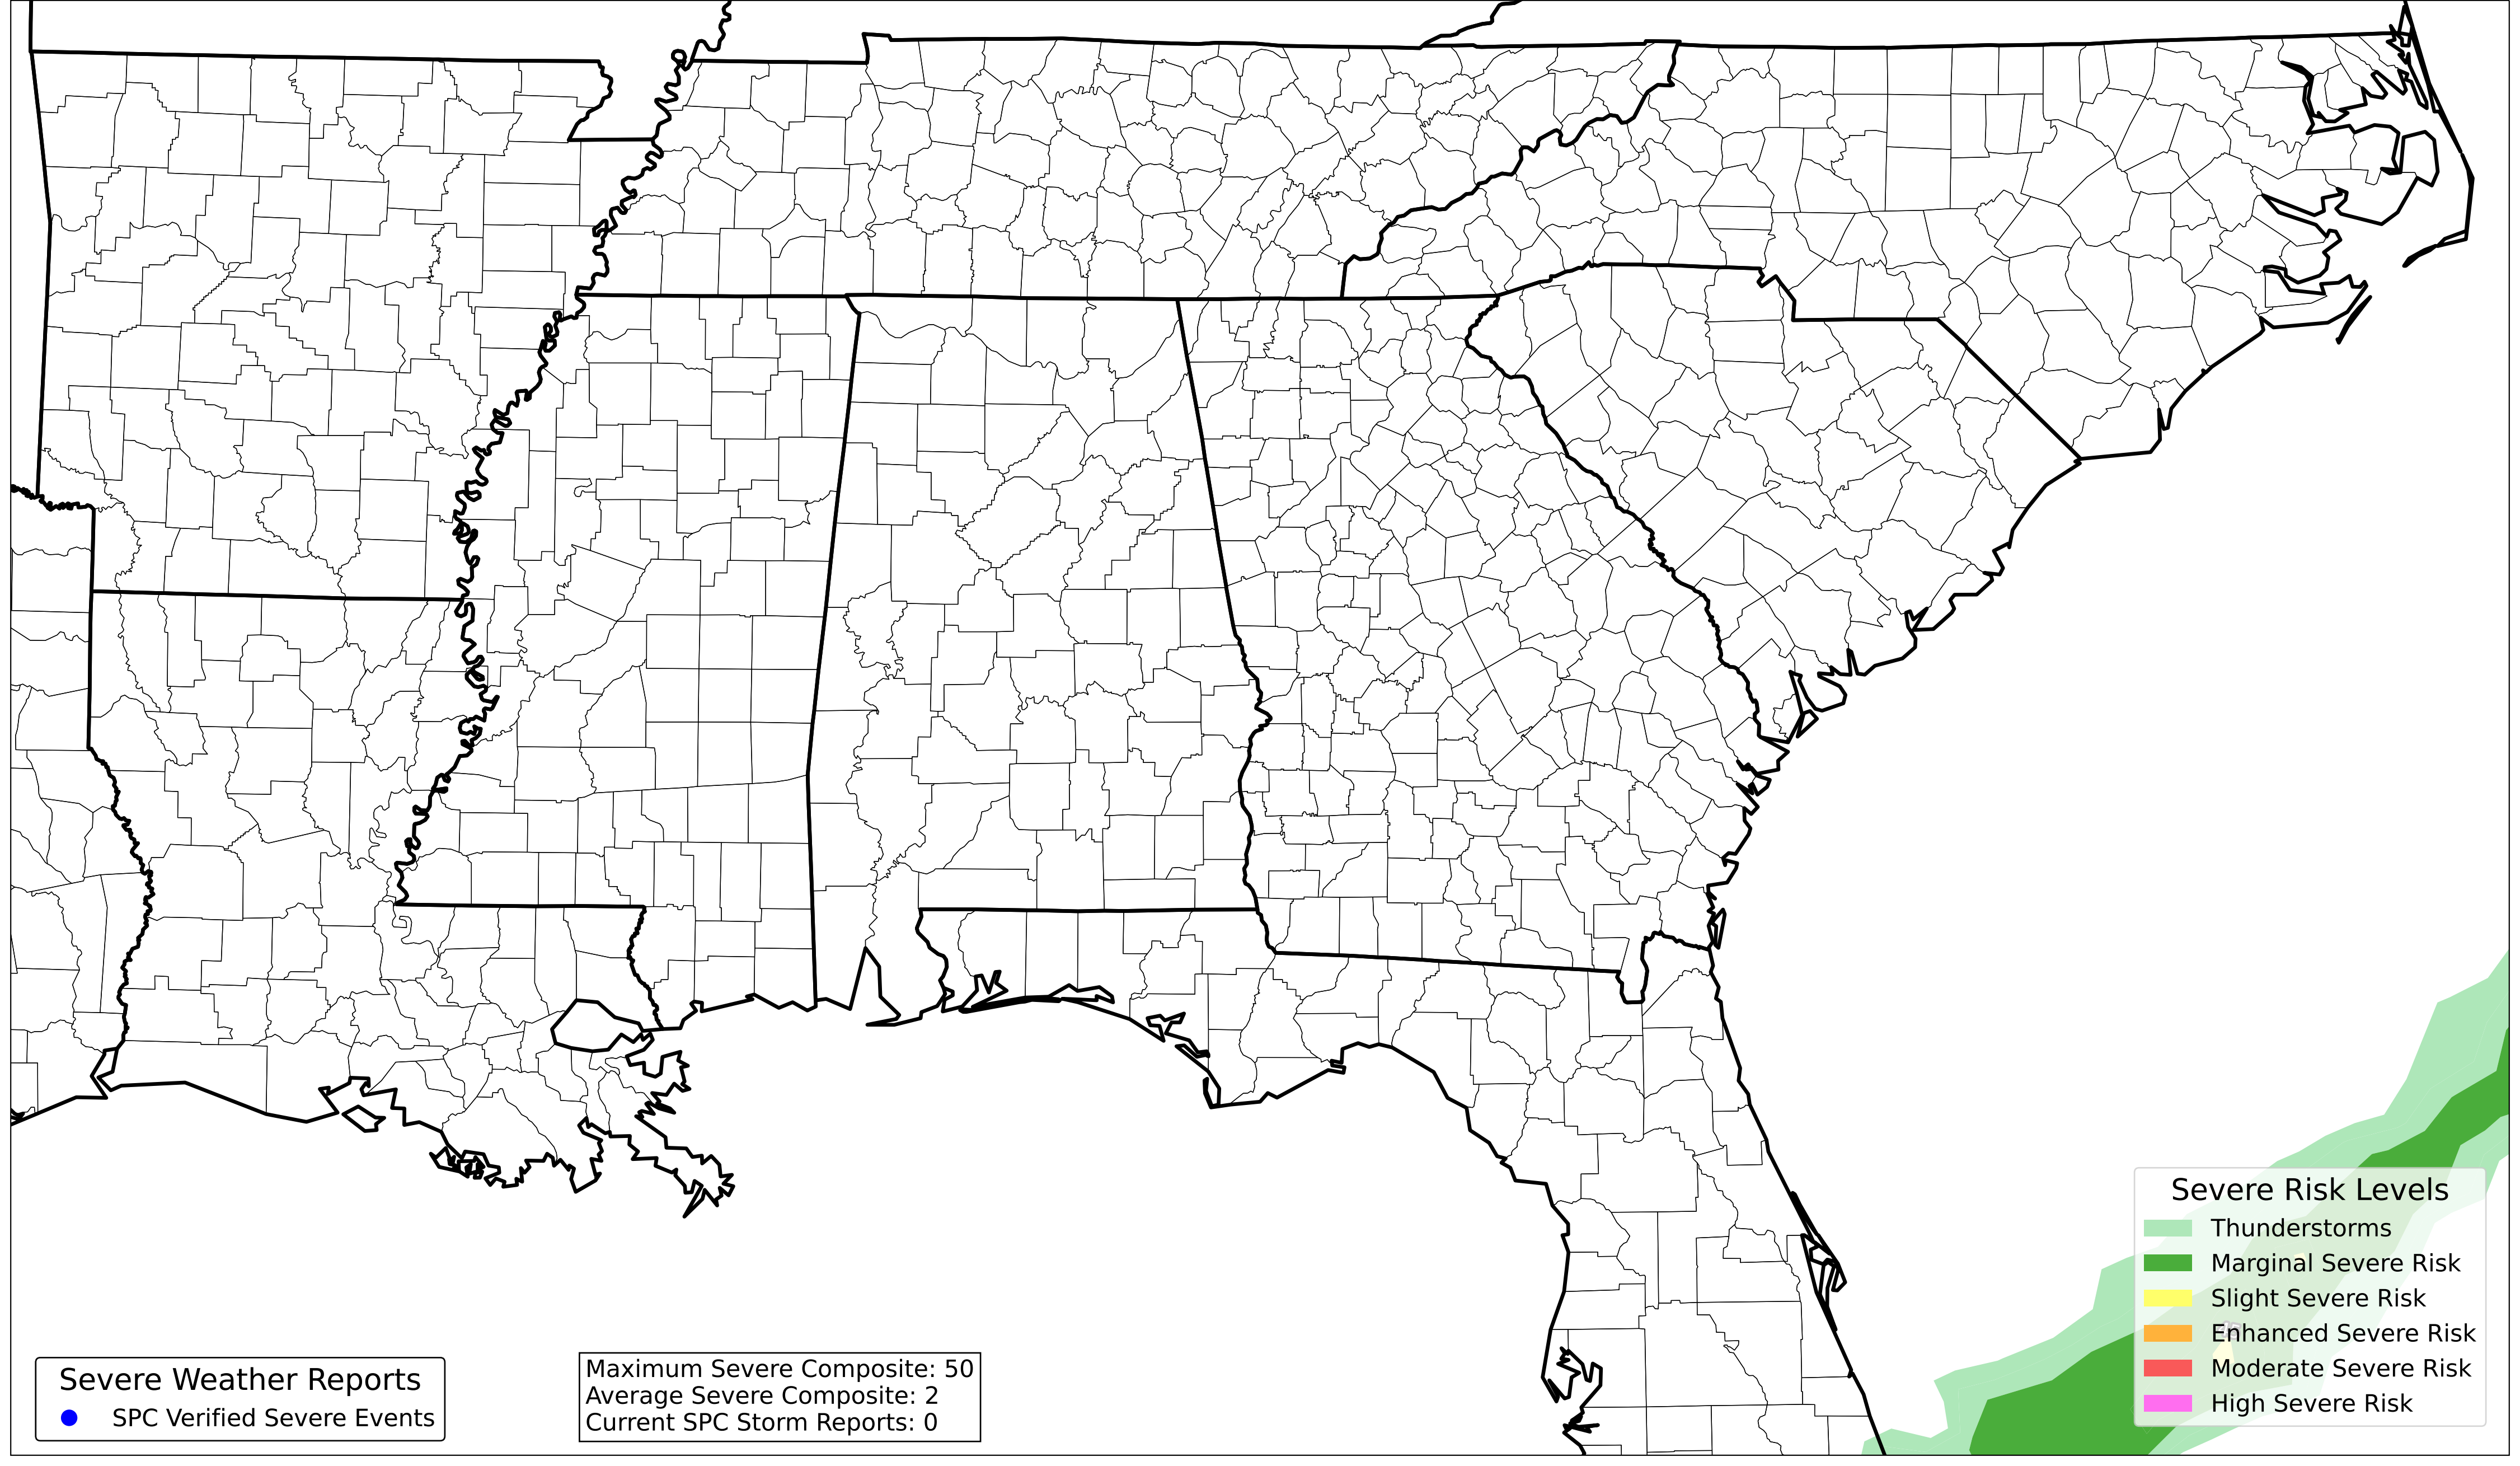 Severe Risk Levels
Thunderstorms
Marginal Severe Risk
Slight Severe Risk
Enhanced Severe Risk
Moderate Severe Risk
High Severe Risk
Severe Weather Reports
SPC Verified Severe Events
Maximum Severe Composite: 50
Average Severe Composite: 2
Current SPC Storm Reports: 0